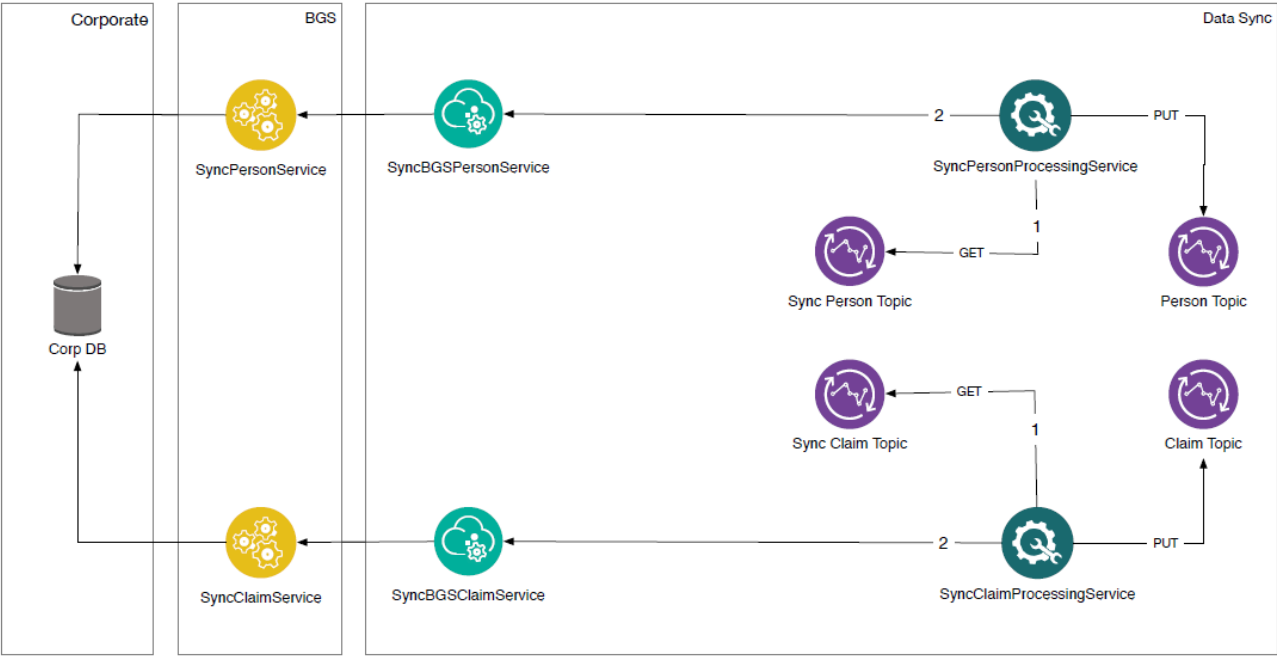 Corporate
BGS
Data Sync
2
PUT
SyncPersonService
SyncBGSPersonService
SyncPersonProcessingService
1
GET
Sync Person Topic
Person Topic
Corp DB
GET
1
Sync Claim Topic
Claim Topic
2
PUT
SyncClaimService
SyncBGSClaimService
SyncClaimProcessingService